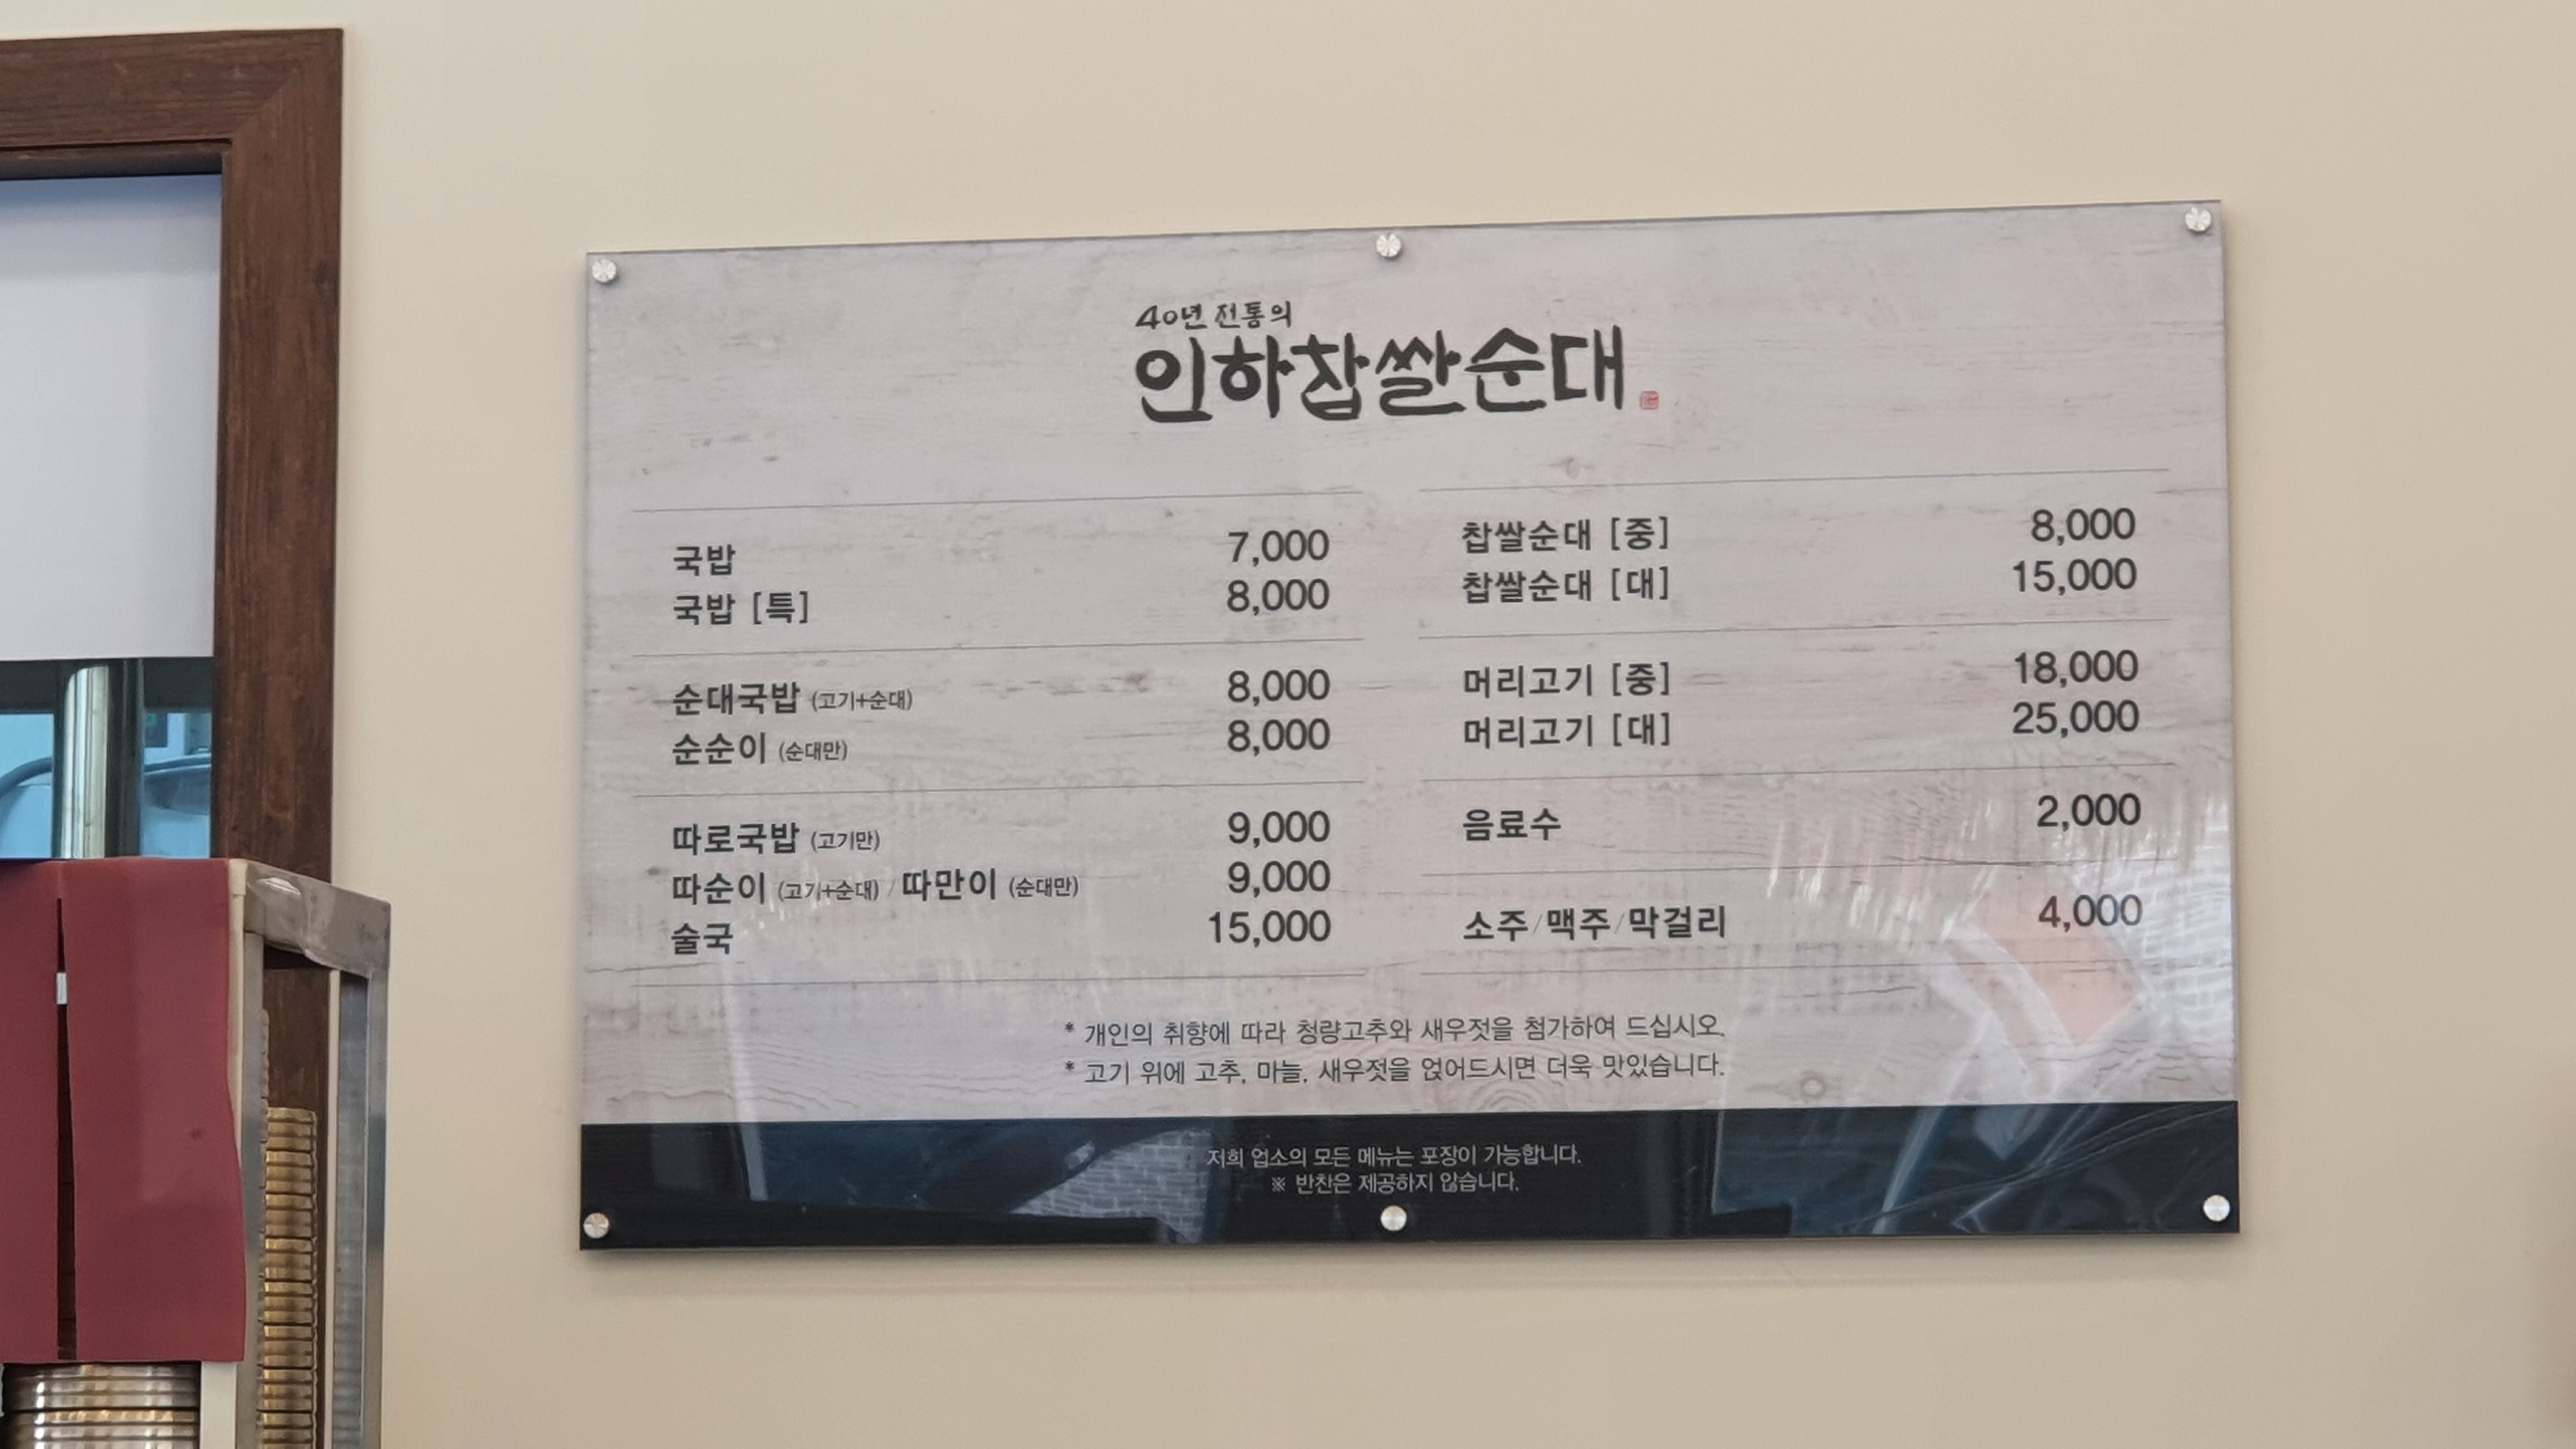 40년 전통의
인하찹쌀순대
국밥 7,000
국밥 [특] 8,000
순대국밥 (고기+순대) 8,000
순순이 (순대만) 8,000
따로국밥 (고기만) 9,000
따순이 (고기+순대) / 따만이 (순대만) 9,000
술국 15,000
찹쌀순대 [중] 8,000
찹쌀순대 [대] 15,000
머리고기 [중] 18,000
머리고기 [대] 25,000
음료수 2,000
소주/맥주/막걸리 4,000
* 개인의 취향에 따라 청량고추와 새우젓을 첨가하여 드십시오.
* 고기 위에 고추, 마늘, 새우젓을 얹어드시면 더욱 맛있습니다.
저희 업소의 모든 메뉴는 포장이 가능합니다.
※ 반찬은 제공하지 않습니다.